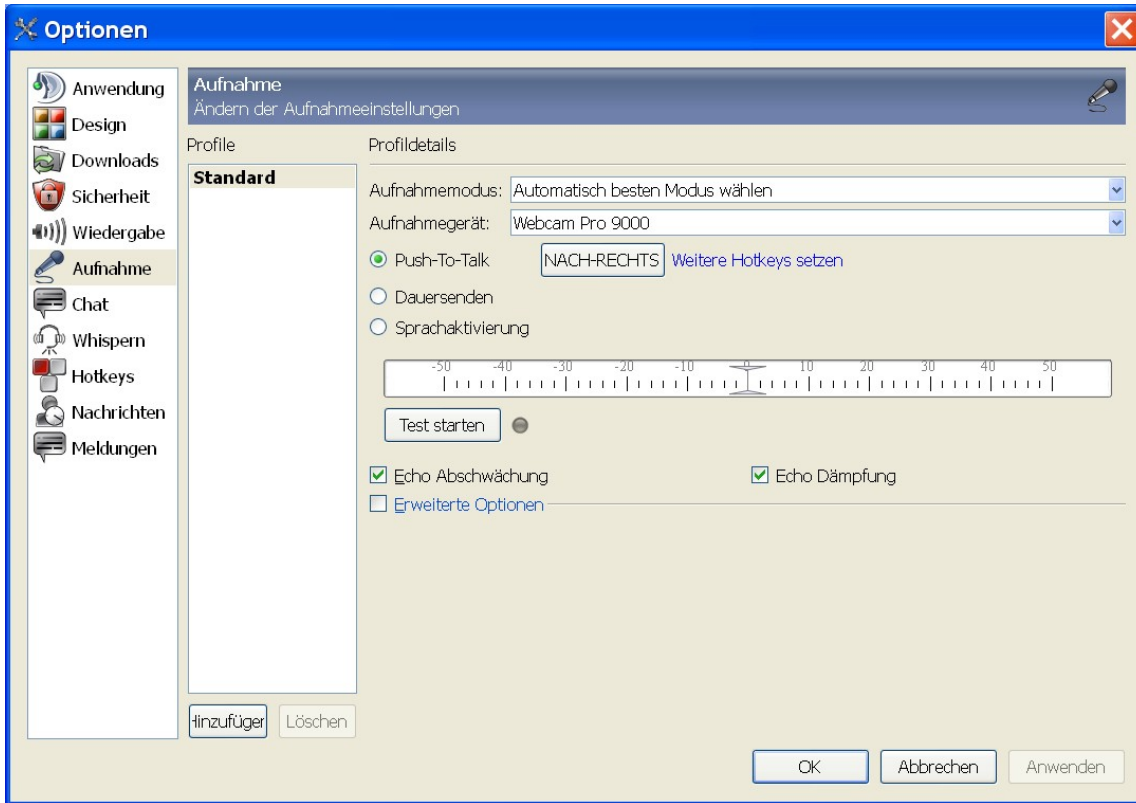 Optionen
Anwendung
Design
Downloads
Sicherheit
Wiedergabe
Aufnahme
Chat
Whispern
Hotkeys
Nachrichten
Meldungen
Aufnahme
Ändern der Aufnahmeeinstellungen
Profile
Standard
Hinzufüger Löschen
Profildetails
Aufnahmemodus: Automatisch besten Modus wählen
Aufnahmegerät: Webcam Pro 9000
Push-To-Talk NACH-RECHTS Weitere Hotkeys setzen
Dauersenden
Sprachaktivierung
-50 -40 -30 -20 -10 0 10 20 30 40 50
Test starten
Echo Abschwächung Echo Dämpfung
Erweiterte Optionen
OK Abbrechen Anwenden